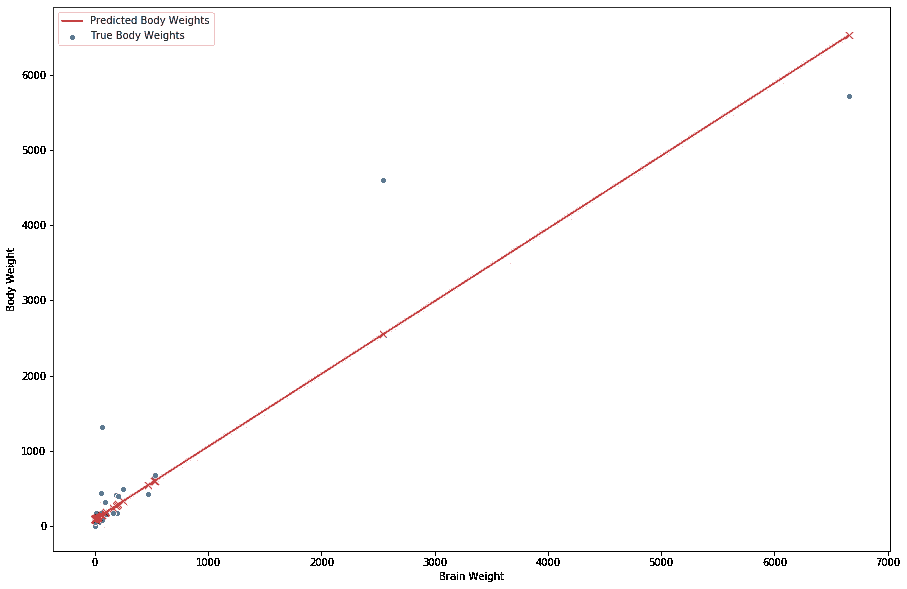 Predicted Body Weights
True Body Weights
6000
5000
4000
3000
2000
1000
0
Body Weight
0 1000 2000 3000 4000 5000 6000 7000
Brain Weight